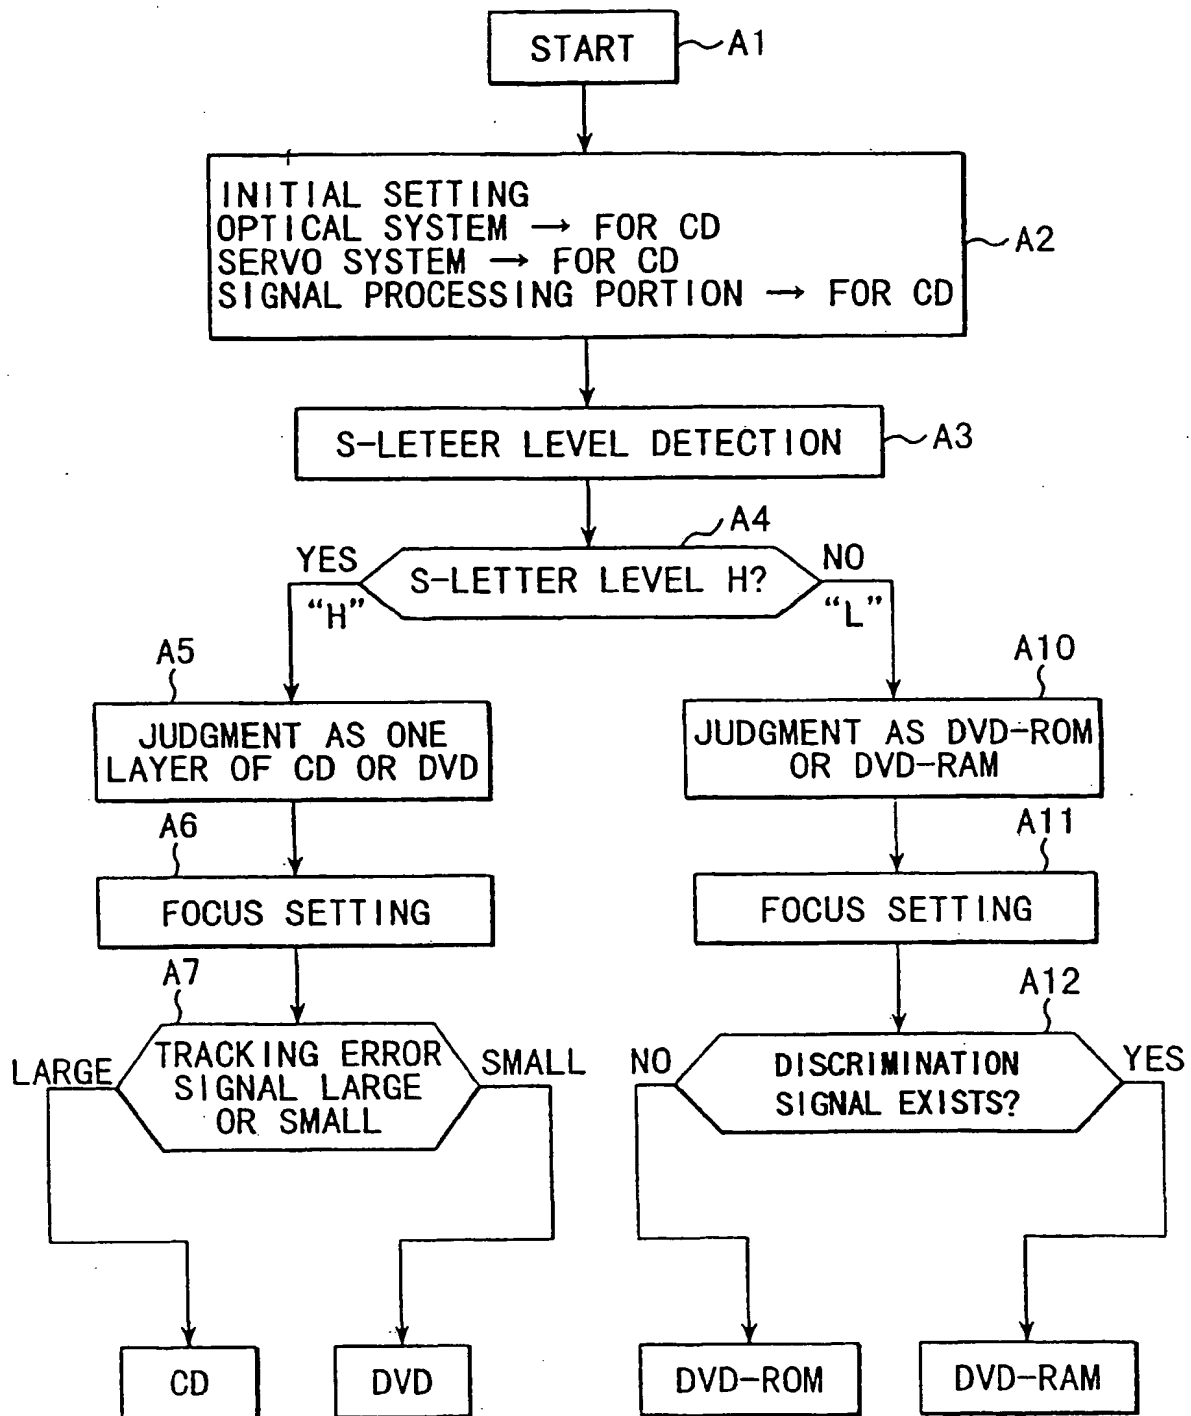 START
A1
INITIAL SETTING
OPTICAL SYSTEM → FOR CD
SERVO SYSTEM → FOR CD
SIGNAL PROCESSING PORTION → FOR CD
A2
S-LETEER LEVEL DETECTION
A3
A4
YES
S-LETTER LEVEL H?
NO
“H”
“L”
A5
A10
JUDGMENT AS ONE
LAYER OF CD OR DVD
JUDGMENT AS DVD-ROM
OR DVD-RAM
A6
A11
FOCUS SETTING
FOCUS SETTING
A7
A12
LARGE
TRACKING ERROR
SIGNAL LARGE
OR SMALL
SMALL
NO
DISCRIMINATION
SIGNAL EXISTS?
YES
CD
DVD
DVD-ROM
DVD-RAM